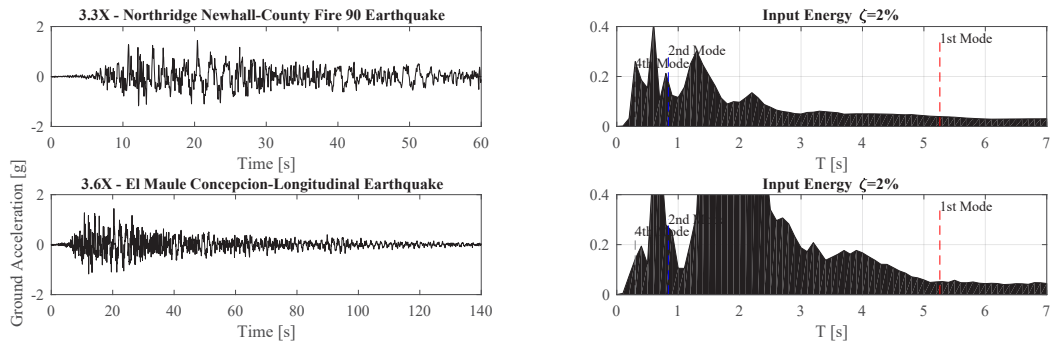 3.3X - Northridge Newhall-County Fire 90 Earthquake
2
0
-2
0 10 20 30 40 50 60
Time [s]
Input Energy ζ=2%
0.4
0.2
0
1st Mode
2nd Mode
4th Mode
0 1 2 3 4 5 6 7
T [s]
Ground Acceleration [g]
3.6X - El Maule Concepcion-Longitudinal Earthquake
2
0
-2
0 20 40 60 80 100 120 140
Time [s]
Input Energy ζ=2%
0.4
0.2
0
1st Mode
2nd Mode
4th Mode
0 1 2 3 4 5 6 7
T [s]